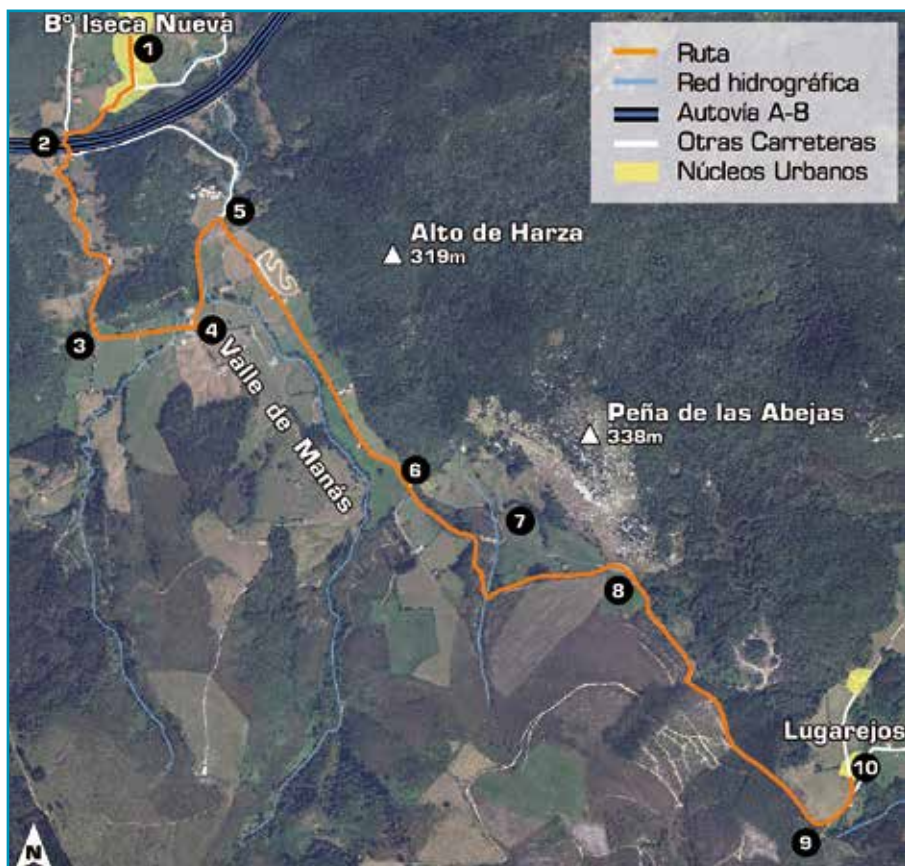 Bº Iseca Nueva
1
Ruta
Red hidrográfica
Autovía A-8
Otras Carreteras
Núcleos Urbanos
2
5
Alto de Harza
319m
3
4
Valle de Manás
Peña de las Abejas
338m
6
7
8
Lugarejos
10
9
N